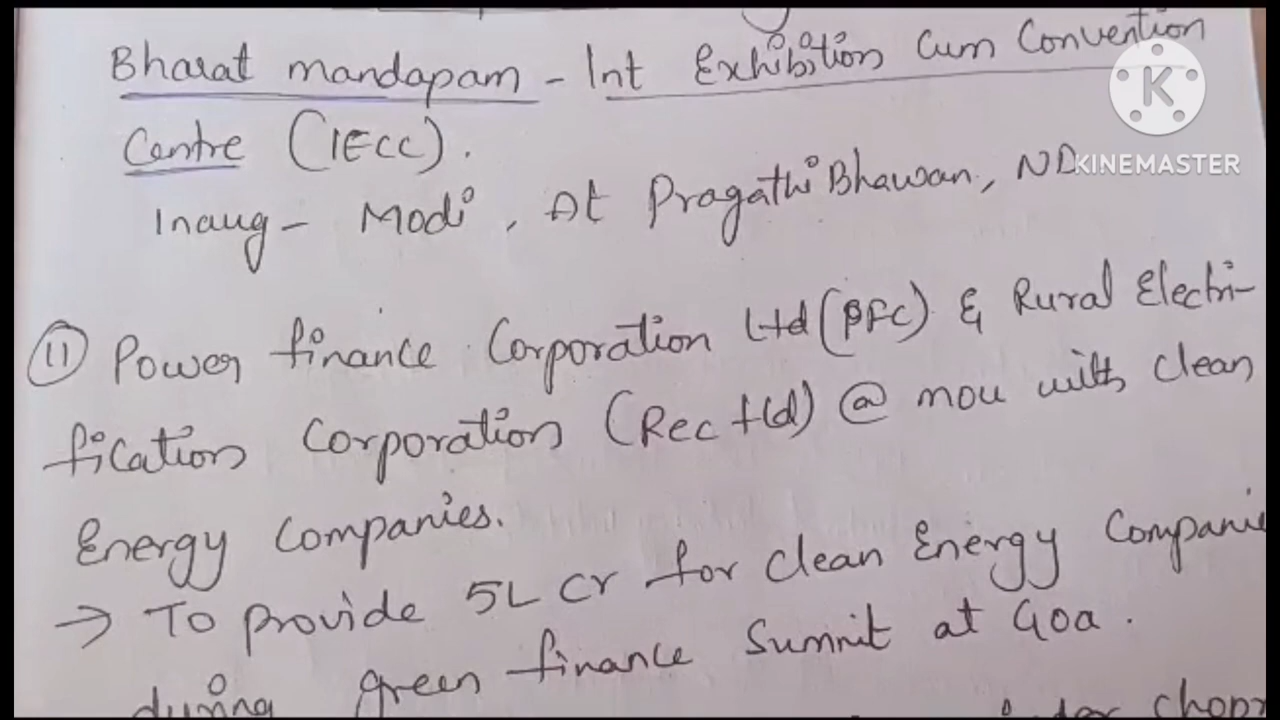 Bharat mandapam - Int Exhibition Cum Convention
Centre (IECC).
Inaug - Modi, At Pragathi Bhawan, ND
K
KINEMASTER
(11) Power finance Corporation Ltd (PFC) & Rural Electri-
fication Corporation (Rec Ltd) @ mou with clean
Energy Companies.
→ To provide 5L Cr for clean Energy Companie
during green finance Summit at Goa.
chopr